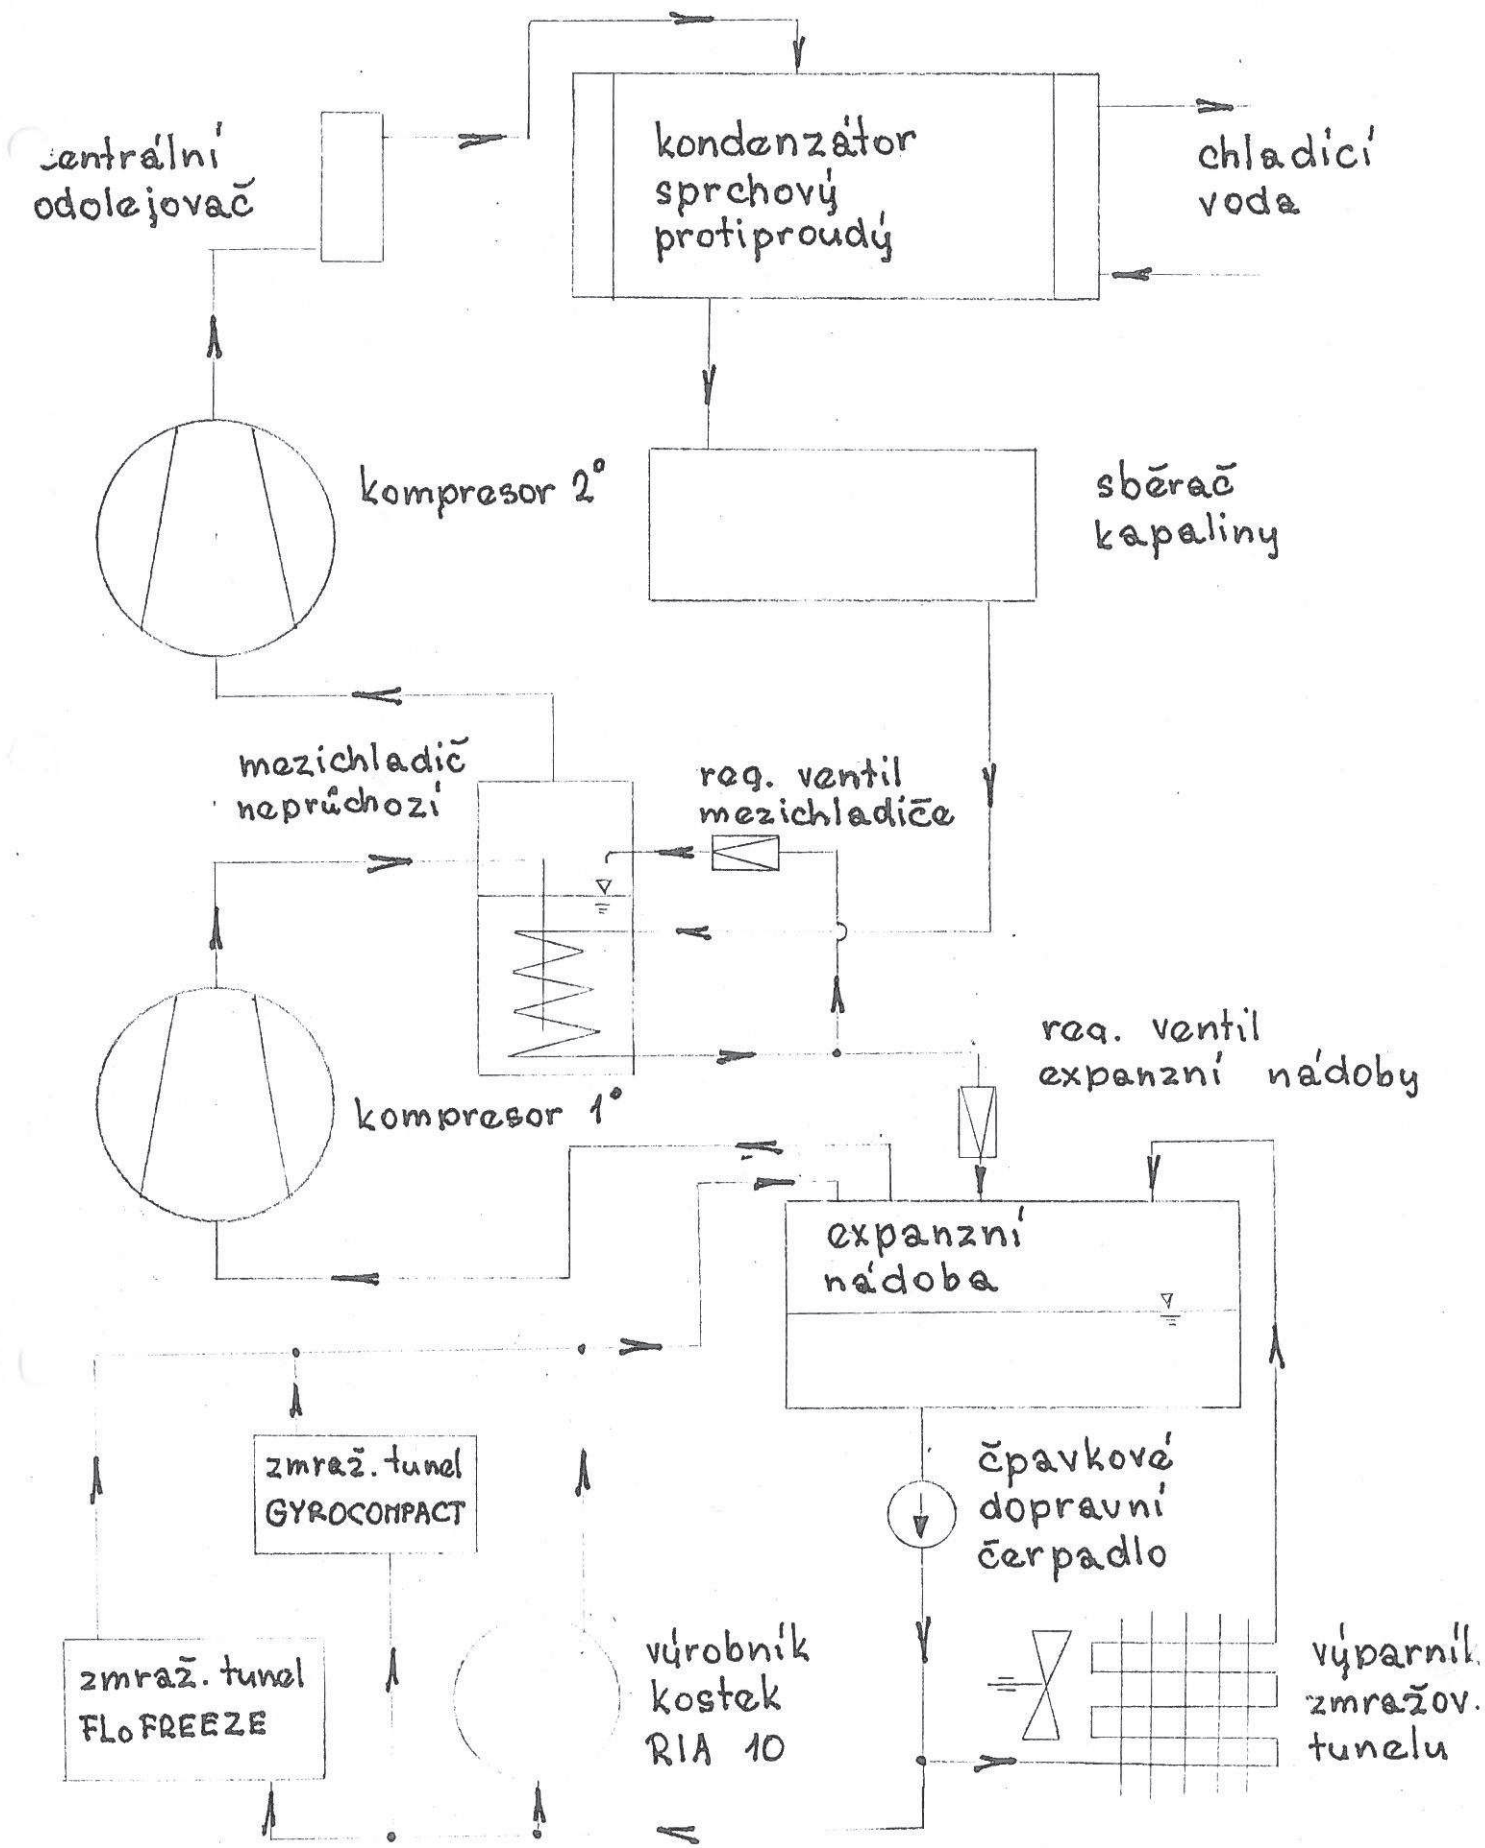 centrální
odolejovač
kondenzátor
sprchový
protiproudý
chladící
voda
kompresor 2°
sběrač
kapaliny
mezichladič
neprůchozí
reg. ventil
mezichladiče
kompresor 1°
reg. ventil
expanzní nádoby
expanzní
nádoba
zmraž. tunel
GYROCOMPACT
čpavkové
dopravní
čerpadlo
zmraž. tunel
FLoFREEZE
výrobník
kostek
RIA 10
výparník
zmražov.
tunelu